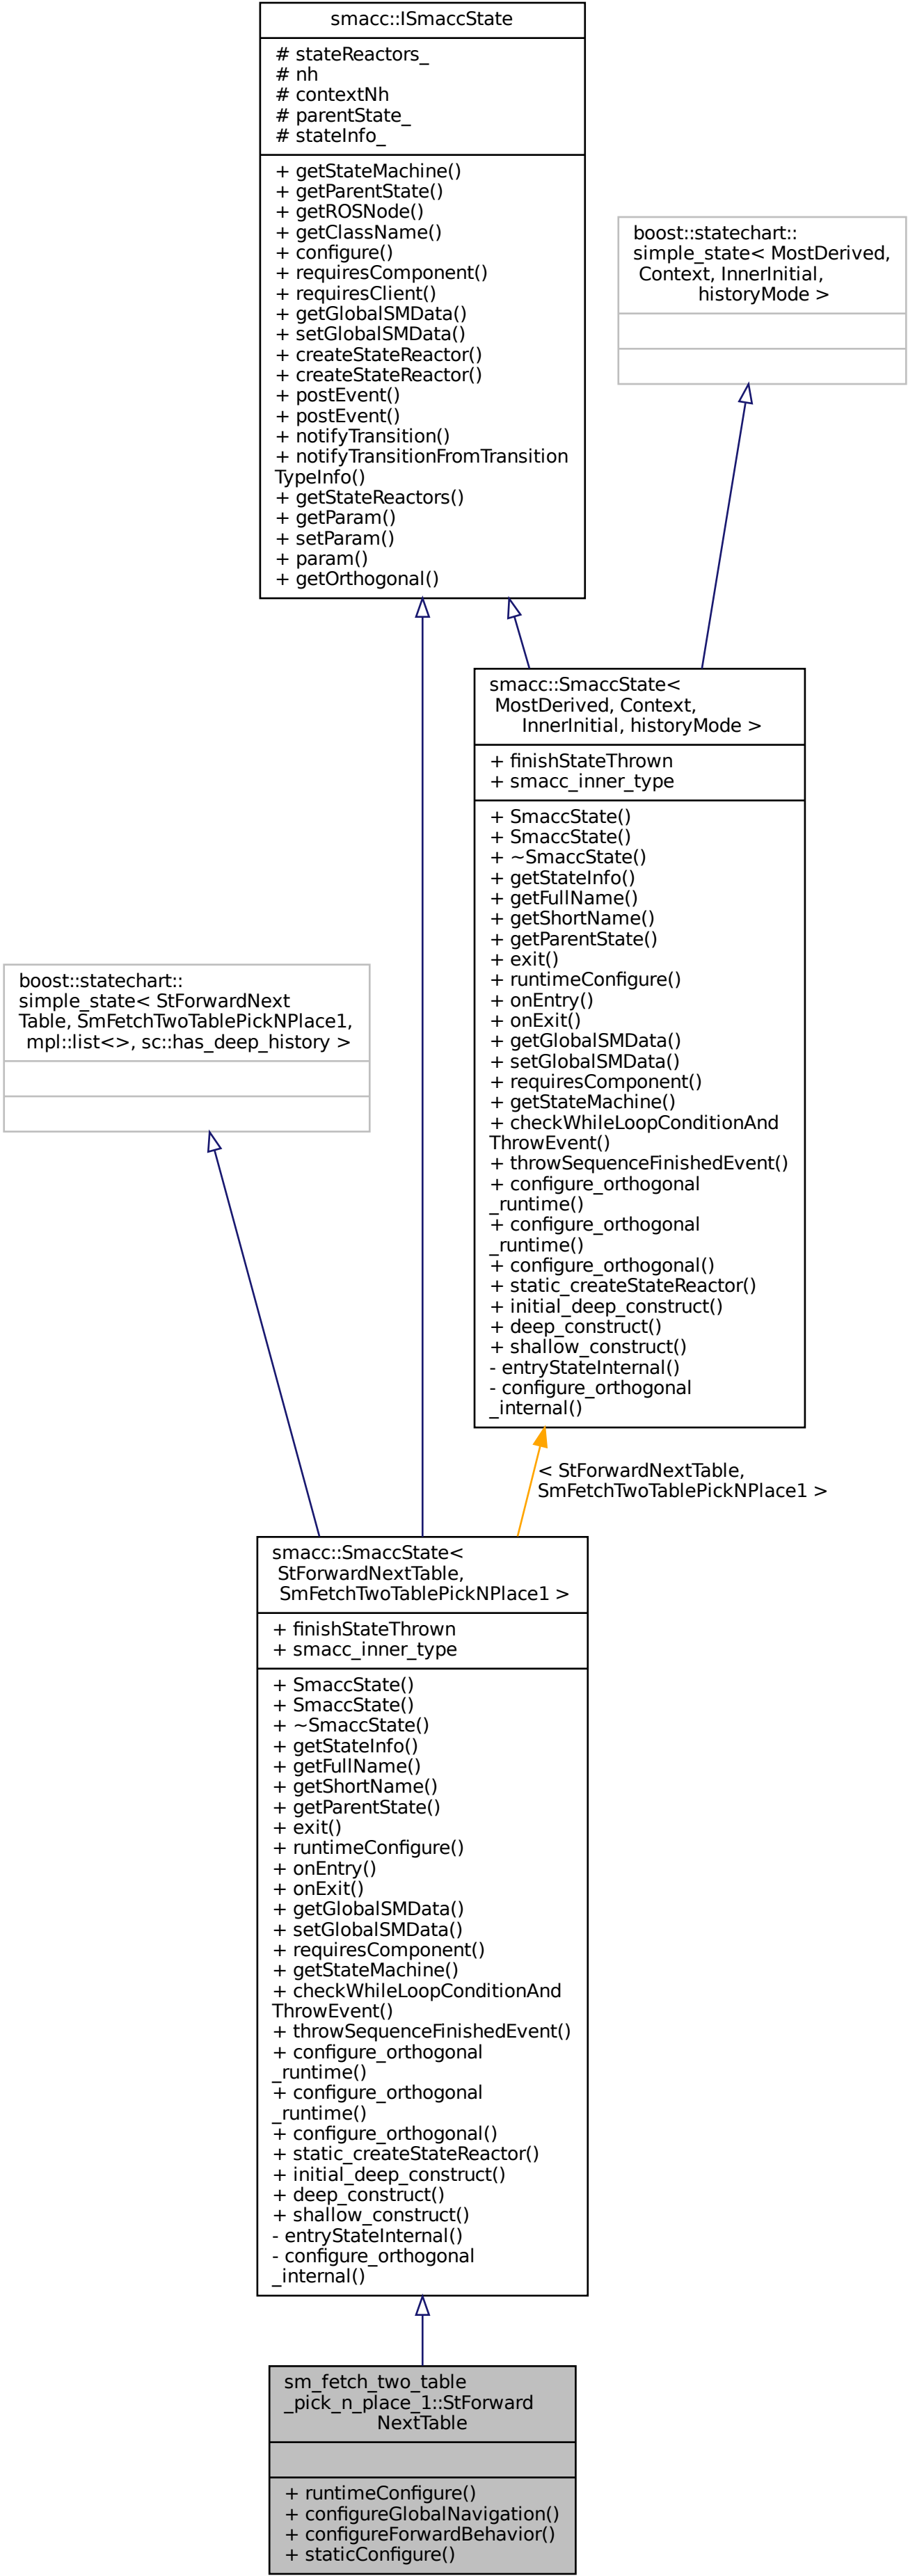 smacc::ISmaccState
# stateReactors_
# nh
# contextNh
# parentState_
# stateInfo_
+ getStateMachine()
+ getParentState()
+ getROSNode()
+ getClassName()
+ configure()
+ requiresComponent()
+ requiresClient()
+ getGlobalSMData()
+ setGlobalSMData()
+ createStateReactor()
+ createStateReactor()
+ postEvent()
+ postEvent()
+ notifyTransition()
+ notifyTransitionFromTransition
TypeInfo()
+ getStateReactors()
+ getParam()
+ setParam()
+ param()
+ getOrthogonal()
boost::statechart::
simple_state< MostDerived,
Context, InnerInitial,
historyMode >
smacc::SmaccState<
MostDerived, Context,
InnerInitial, historyMode >
+ finishStateThrown
+ smacc_inner_type
+ SmaccState()
+ SmaccState()
+ ~SmaccState()
+ getStateInfo()
+ getFullName()
+ getShortName()
+ getParentState()
+ exit()
+ runtimeConfigure()
+ onEntry()
+ onExit()
+ getGlobalSMData()
+ setGlobalSMData()
+ requiresComponent()
+ getStateMachine()
+ checkWhileLoopConditionAnd
ThrowEvent()
+ throwSequenceFinishedEvent()
+ configure_orthogonal
_runtime()
+ configure_orthogonal
_runtime()
+ configure_orthogonal()
+ static_createStateReactor()
+ initial_deep_construct()
+ deep_construct()
+ shallow_construct()
- entryStateInternal()
- configure_orthogonal
_internal()
boost::statechart::
simple_state< StForwardNext
Table, SmFetchTwoTablePickNPlace1,
mpl::list<>, sc::has_deep_history >
< StForwardNextTable,
SmFetchTwoTablePickNPlace1 >
smacc::SmaccState<
StForwardNextTable,
SmFetchTwoTablePickNPlace1 >
+ finishStateThrown
+ smacc_inner_type
+ SmaccState()
+ SmaccState()
+ ~SmaccState()
+ getStateInfo()
+ getFullName()
+ getShortName()
+ getParentState()
+ exit()
+ runtimeConfigure()
+ onEntry()
+ onExit()
+ getGlobalSMData()
+ setGlobalSMData()
+ requiresComponent()
+ getStateMachine()
+ checkWhileLoopConditionAnd
ThrowEvent()
+ throwSequenceFinishedEvent()
+ configure_orthogonal
_runtime()
+ configure_orthogonal
_runtime()
+ configure_orthogonal()
+ static_createStateReactor()
+ initial_deep_construct()
+ deep_construct()
+ shallow_construct()
- entryStateInternal()
- configure_orthogonal
_internal()
sm_fetch_two_table
_pick_n_place_1::StForward
NextTable
+ runtimeConfigure()
+ configureGlobalNavigation()
+ configureForwardBehavior()
+ staticConfigure()